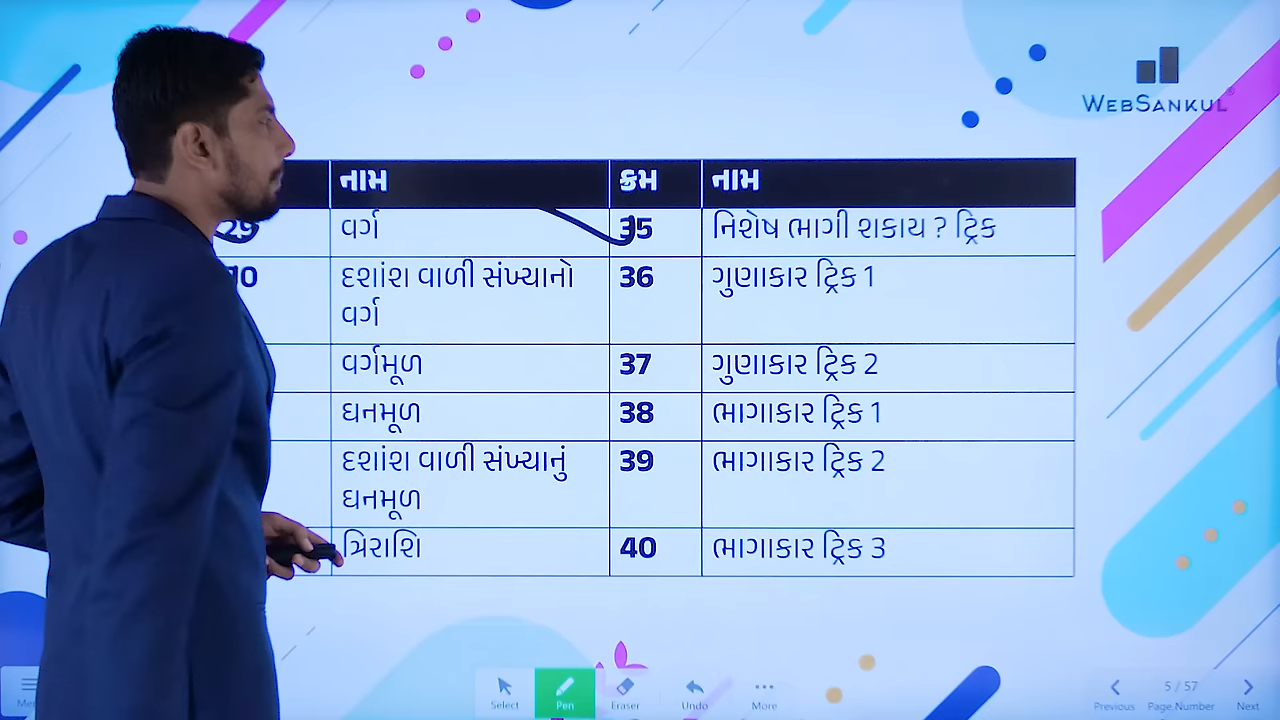 WEBSANKUL
નામ ક્રમ નામ
29 વર્ગ 35 નિશેષ ભાગી શકાય ? ટ્રિક
દશાંશ વાળી સંખ્યાનો 36 ગુણાકાર ટ્રિક 1
વર્ગ
વર્ગમૂળ 37 ગુણાકાર ટ્રિક 2
ઘનમૂળ 38 ભાગાકાર ટ્રિક 1
દશાંશ વાળી સંખ્યાનું 39 ભાગાકાર ટ્રિક 2
ઘનમૂળ
ત્રિરાશિ 40 ભાગાકાર ટ્રિક 3
Select Pen Eraser Undo More
5 / 57
Previous Page Number Next